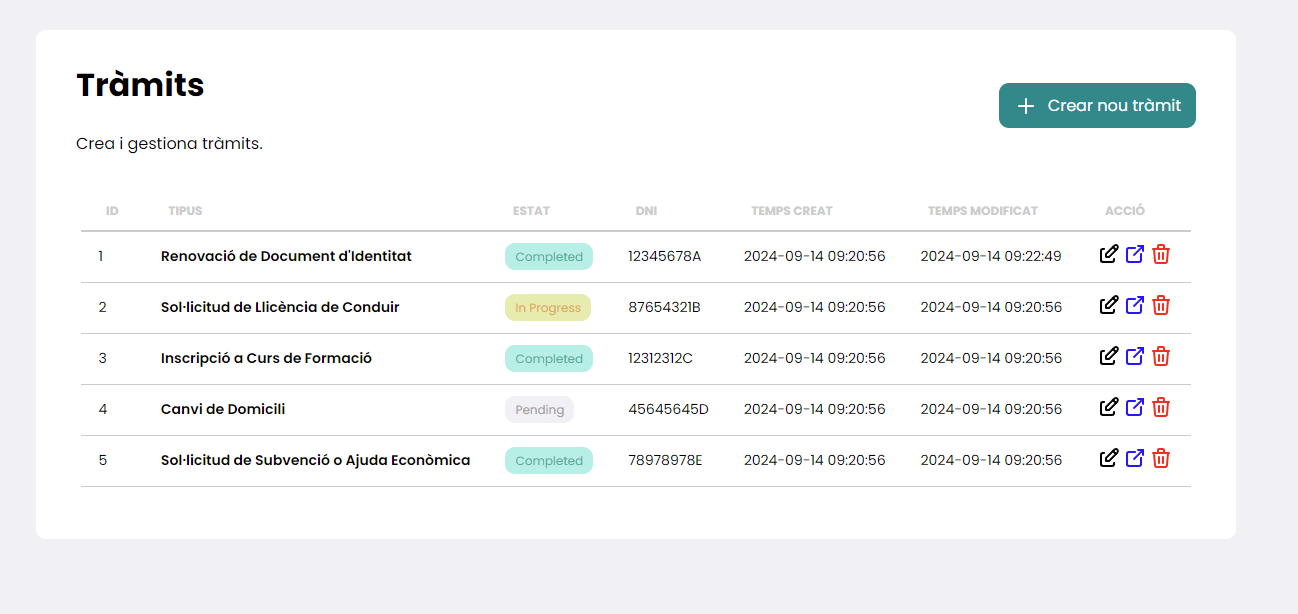 Tràmits
Crear nou tràmit
Crea i gestiona tràmits.
ID TIPUS ESTAT DNI TEMPS CREAT TEMPS MODIFICAT ACCIÓ
1 Renovació de Document d'Identitat Completed 12345678A 2024-09-14 09:20:56 2024-09-14 09:22:49
2 Sol·licitud de Llicència de Conduir In Progress 87654321B 2024-09-14 09:20:56 2024-09-14 09:20:56
3 Inscripció a Curs de Formació Completed 12312312C 2024-09-14 09:20:56 2024-09-14 09:20:56
4 Canvi de Domicili Pending 45645645D 2024-09-14 09:20:56 2024-09-14 09:20:56
5 Sol·licitud de Subvenció o Ajuda Econòmica Completed 78978978E 2024-09-14 09:20:56 2024-09-14 09:20:56